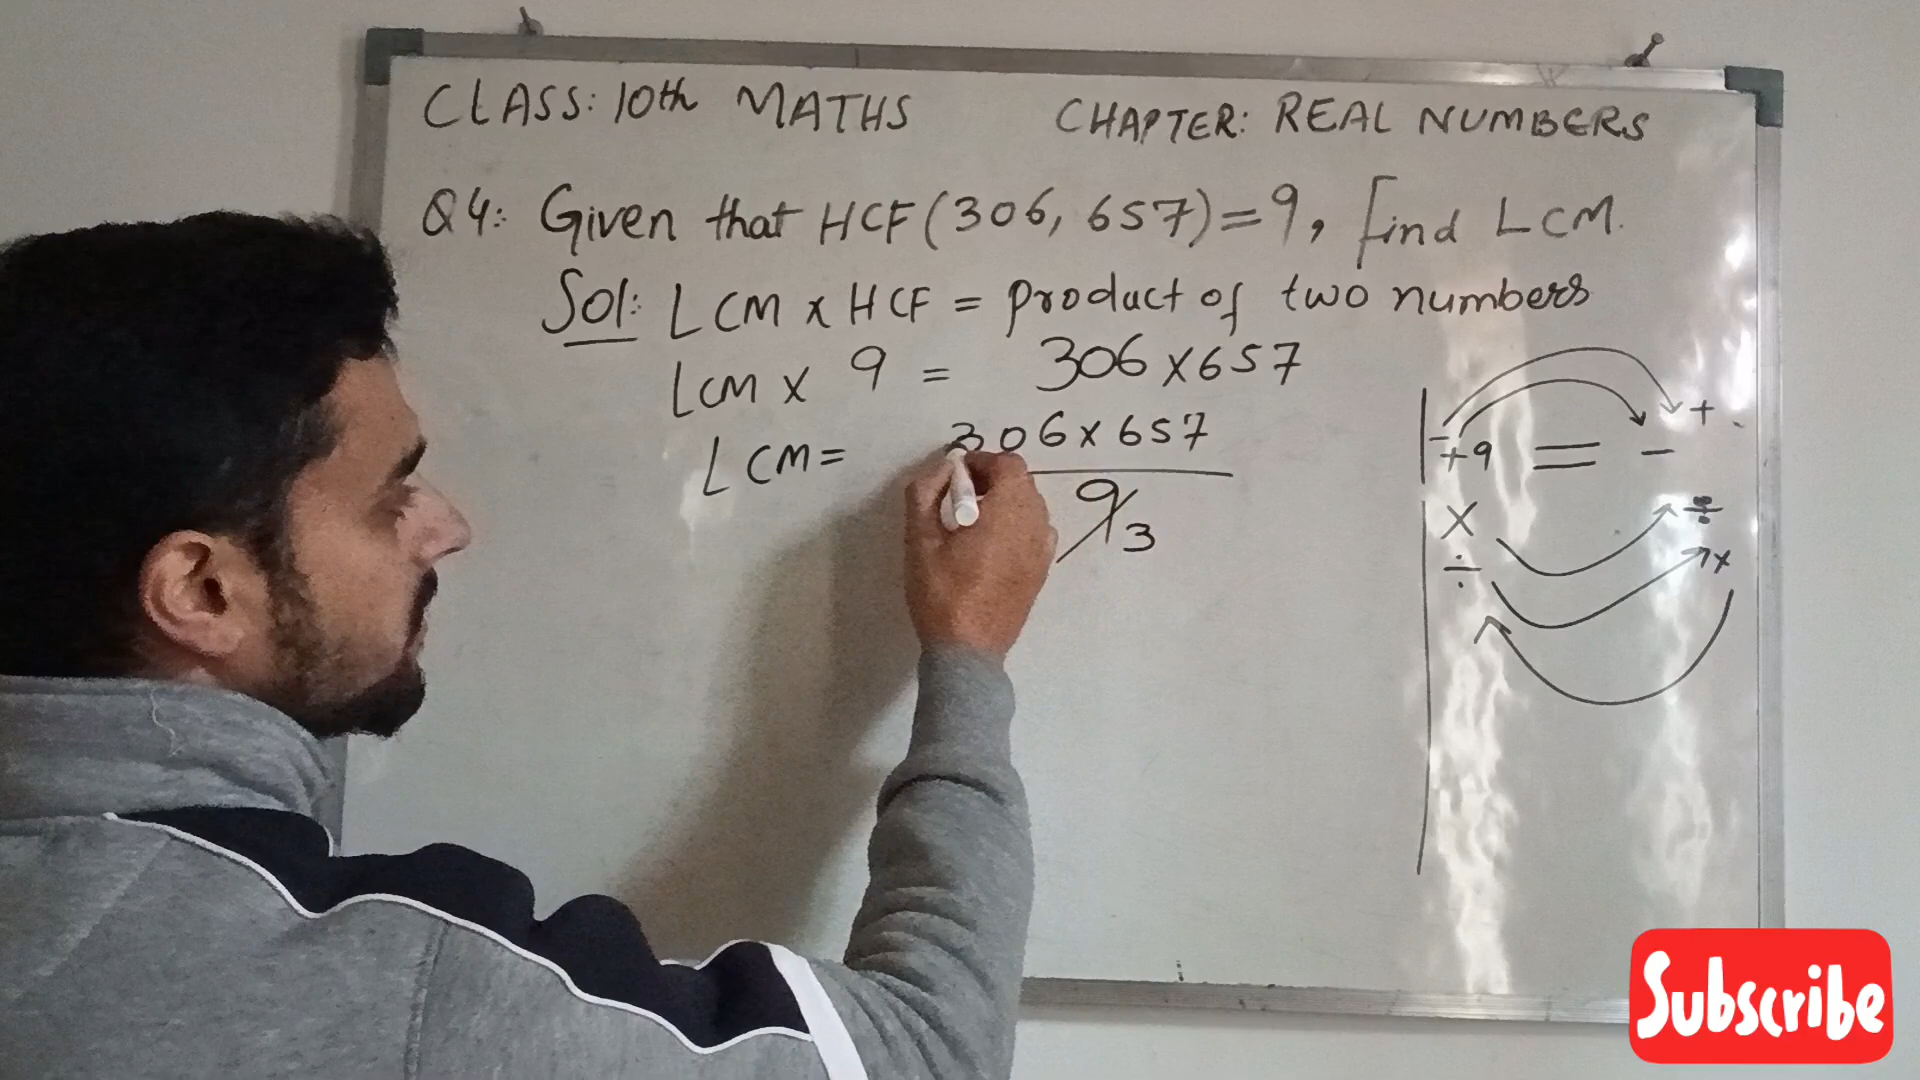 CLASS: 10th MATHS CHAPTER: REAL NUMBERS
Q4: Given that HCF(306, 657)=9, Find LCM.
Sol: LCM x HCF = product of two numbers
LCM x 9 = 306 x 657
LCM = 306 x 657
9 3
- +
+9 = -
x ÷
÷ x
Subscribe